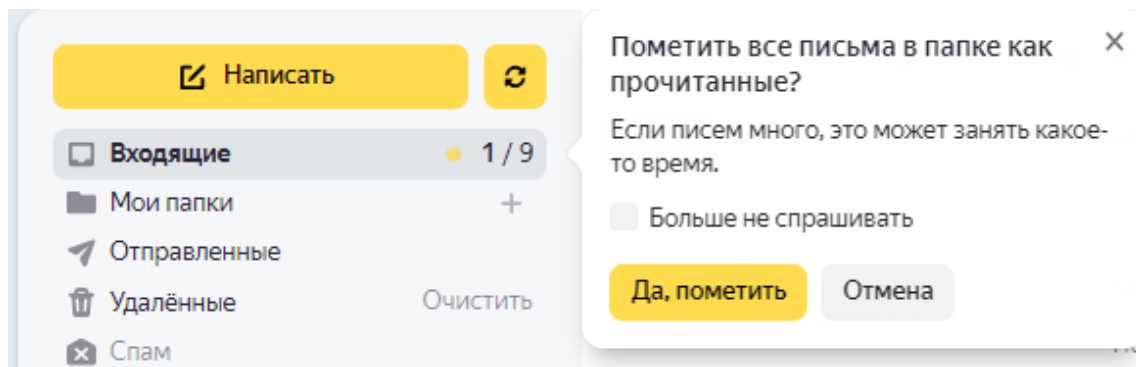 Написать
Входящие 1 / 9
Мои папки +
Отправленные
Удалённые Очистить
Спам
Пометить все письма в папке как
прочитанные?
Если писем много, это может занять какое-
то время.
Больше не спрашивать
Да, пометить Отмена